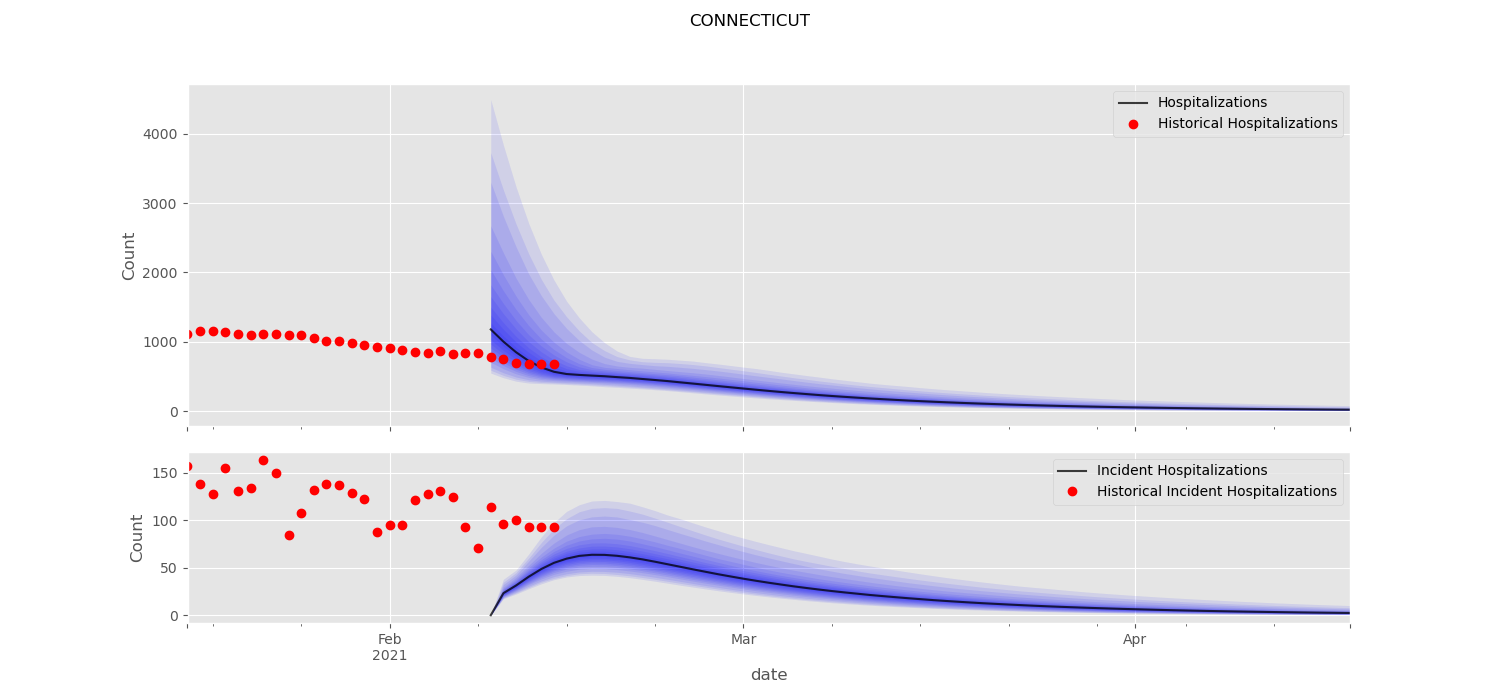 CONNECTICUT
Hospitalizations
Historical Hospitalizations
4000
3000
2000
1000
0
Count
Incident Hospitalizations
Historical Incident Hospitalizations
150
100
50
0
Count
Feb
2021
Mar
Apr
date